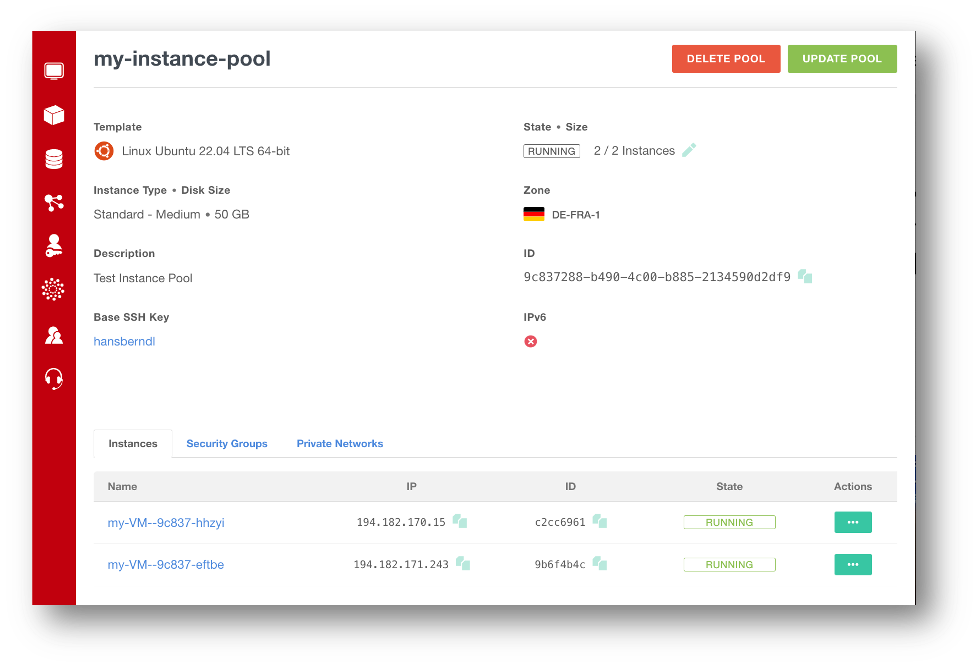 my-instance-pool
DELETE POOL
UPDATE POOL
Template
Linux Ubuntu 22.04 LTS 64-bit
State • Size
RUNNING 2 / 2 Instances
Instance Type • Disk Size
Standard - Medium • 50 GB
Zone
DE-FRA-1
Description
Test Instance Pool
ID
9c837288-b490-4c00-b885-2134590d2df9
Base SSH Key
hansberndl
IPv6
Instances Security Groups Private Networks
Name IP ID State Actions
my-VM--9c837-hhzyi 194.182.170.15 c2cc6961 RUNNING
my-VM--9c837-eftbe 194.182.171.243 9b6f4b4c RUNNING